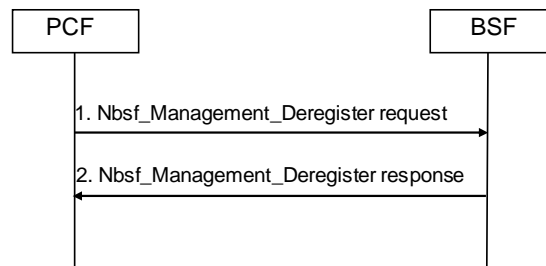 PCF
BSF
1. Nbsf_Management_Deregister request
2. Nbsf_Management_Deregister response